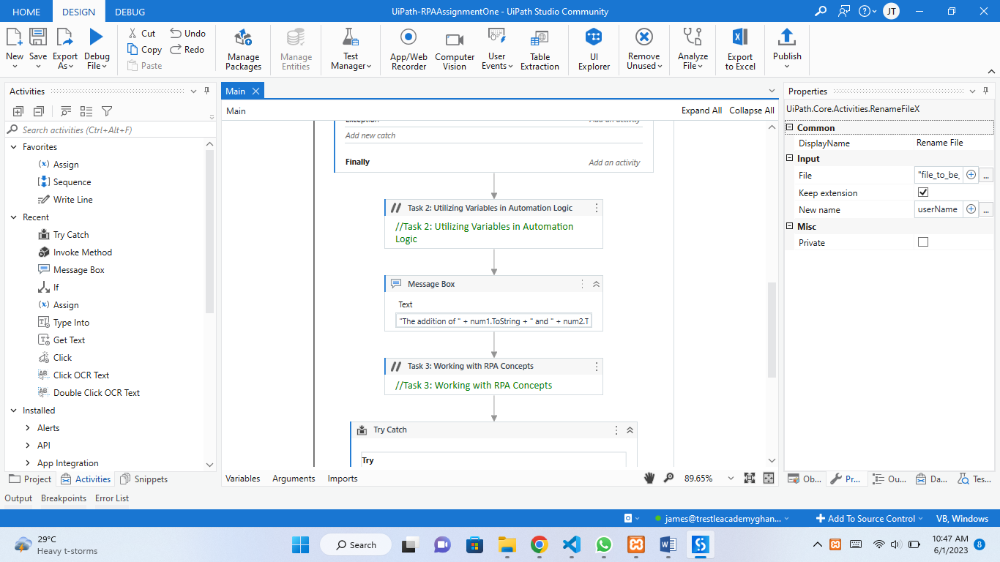 HOME DESIGN DEBUG
UiPath-RPAAssignmentOne - UiPath Studio Community
JT
New
Save
Export As
Debug File
Cut
Copy
Paste
Undo
Redo
Manage Packages
Manage Entities
Test Manager
App/Web Recorder
Computer Vision
User Events
Table Extraction
UI Explorer
Remove Unused
Analyze File
Export to Excel
Publish
Activities
Search activities (Ctrl+Alt+F)
Favorites
Assign
Sequence
Write Line
Recent
Try Catch
Invoke Method
Message Box
If
Assign
Type Into
Get Text
Click
Click OCR Text
Double Click OCR Text
Installed
Alerts
API
App Integration
Project Activities Snippets
Main
Main
Expand All Collapse All
Exception Add an activity
Add new catch
Finally Add an activity
Task 2: Utilizing Variables in Automation Logic
//Task 2: Utilizing Variables in Automation
Logic
Message Box
Text
"The addition of " + num1.ToString + " and " + num2.T
Task 3: Working with RPA Concepts
//Task 3: Working with RPA Concepts
Try Catch
Try
Variables Arguments Imports
89.65%
Properties
UiPath.Core.Activities.RenameFileX
Common
DisplayName Rename File
Input
File "file_to_be_ ...
Keep extension
New name userName ...
Misc
Private
Ob... Pr... Ou... Da... Tes...
Output Breakpoints Error List
james@trestleacademyghan...
Add To Source Control
VB, Windows
29°C
Heavy t-storms
Search
10:47 AM
6/1/2023
8